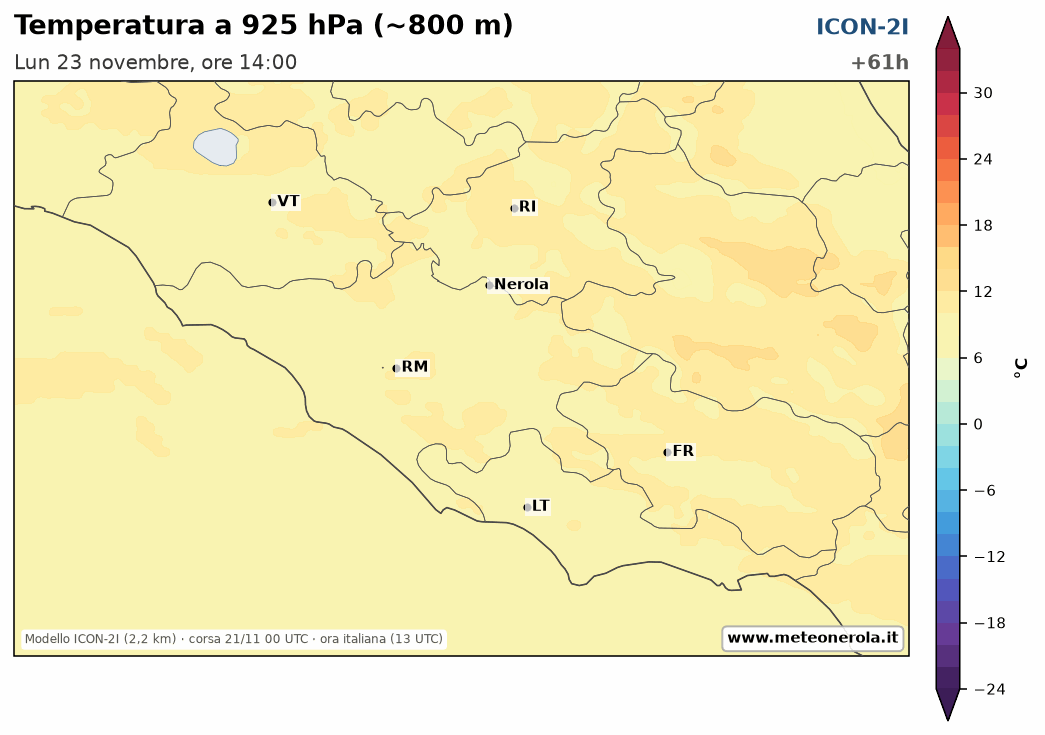 Temperatura a 925 hPa (~800 m)
ICON-2I
Lun 23 novembre, ore 14:00
+61h
VT
RI
Nerola
RM
FR
LT
Modello ICON-2I (2,2 km) · corsa 21/11 00 UTC · ora italiana (13 UTC)
www.meteonerola.it
30
24
18
12
6
0
−6
−12
−18
−24
°C